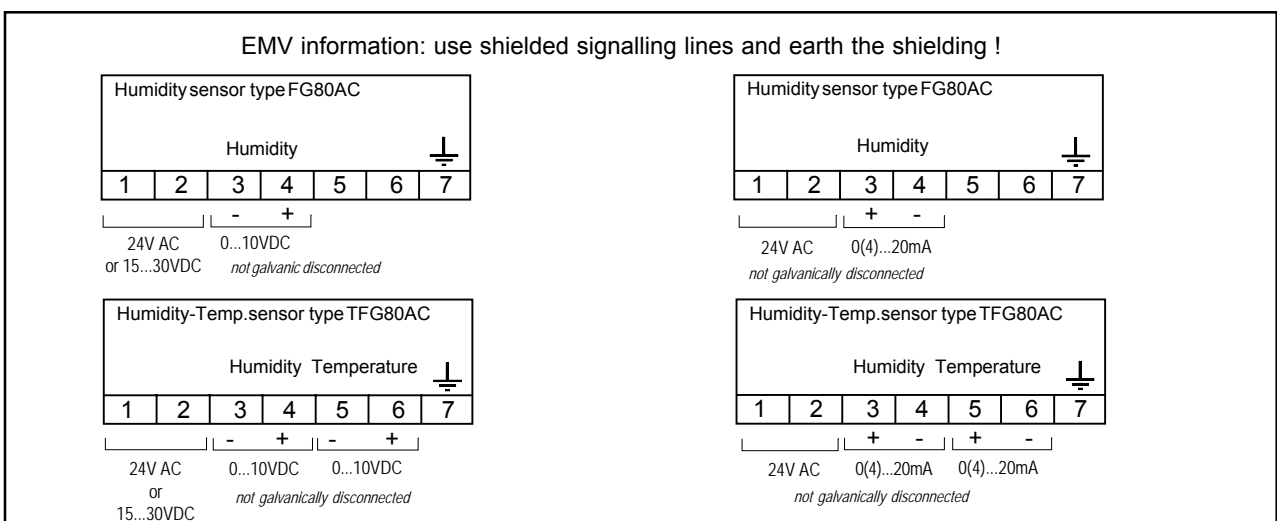 EMV information: use shielded signalling lines and earth the shielding !
Humidity sensor type FG80AC
Humidity
1 2 3 4 5 6 7
- +
24V AC 0...10VDC
or 15...30VDC not galvanic disconnected
Humidity sensor type FG80AC
Humidity
1 2 3 4 5 6 7
+ -
24V AC 0(4)...20mA
not galvanically disconnected
Humidity-Temp.sensor type TFG80AC
Humidity Temperature
1 2 3 4 5 6 7
- + - +
24V AC 0...10VDC 0...10VDC
or not galvanically disconnected
15...30VDC
Humidity-Temp.sensor type TFG80AC
Humidity Temperature
1 2 3 4 5 6 7
+ - + -
24V AC 0(4)...20mA 0(4)...20mA
not galvanically disconnected